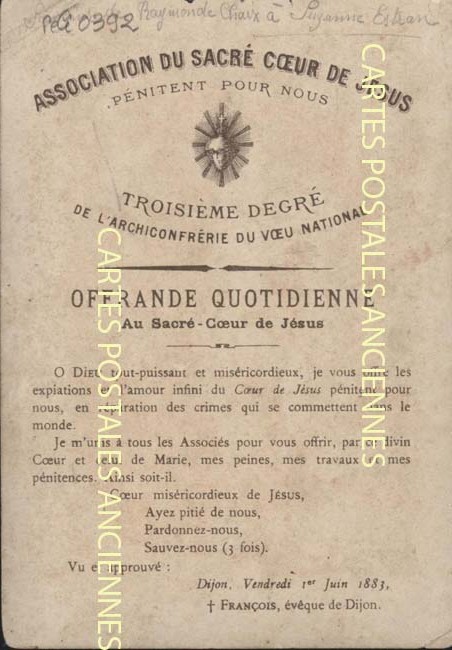 Raymonde Chaix à Suzanne Estran
PEG 0392
ASSOCIATION DU SACRÉ CŒUR DE JÉSUS
PÉNITENT POUR NOUS
TROISIÈME DEGRÉ
DE L'ARCHICONFRÉRIE DU VŒU NATIONAL
OFFRANDE QUOTIDIENNE
Au Sacré-Cœur de Jésus
O DIEU tout-puissant et miséricordieux, je vous offre les
expiations et l'amour infini du Cœur de Jésus pénitent pour
nous, en réparation des crimes qui se commettent dans le
monde.
Je m'unis à tous les Associés pour vous offrir, par ce divin
Cœur et celui de Marie, mes peines, mes travaux et mes
pénitences. Ainsi soit-il.
Cœur miséricordieux de JÉSUS,
Ayez pitié de nous,
Pardonnez-nous,
Sauvez-nous (3 fois).
Vu et approuvé :
Dijon, Vendredi 1er Juin 1883,
† FRANÇOIS, évêque de Dijon.
CARTES POSTALES ANCIENNES
CARTES POSTALES ANCIENNES